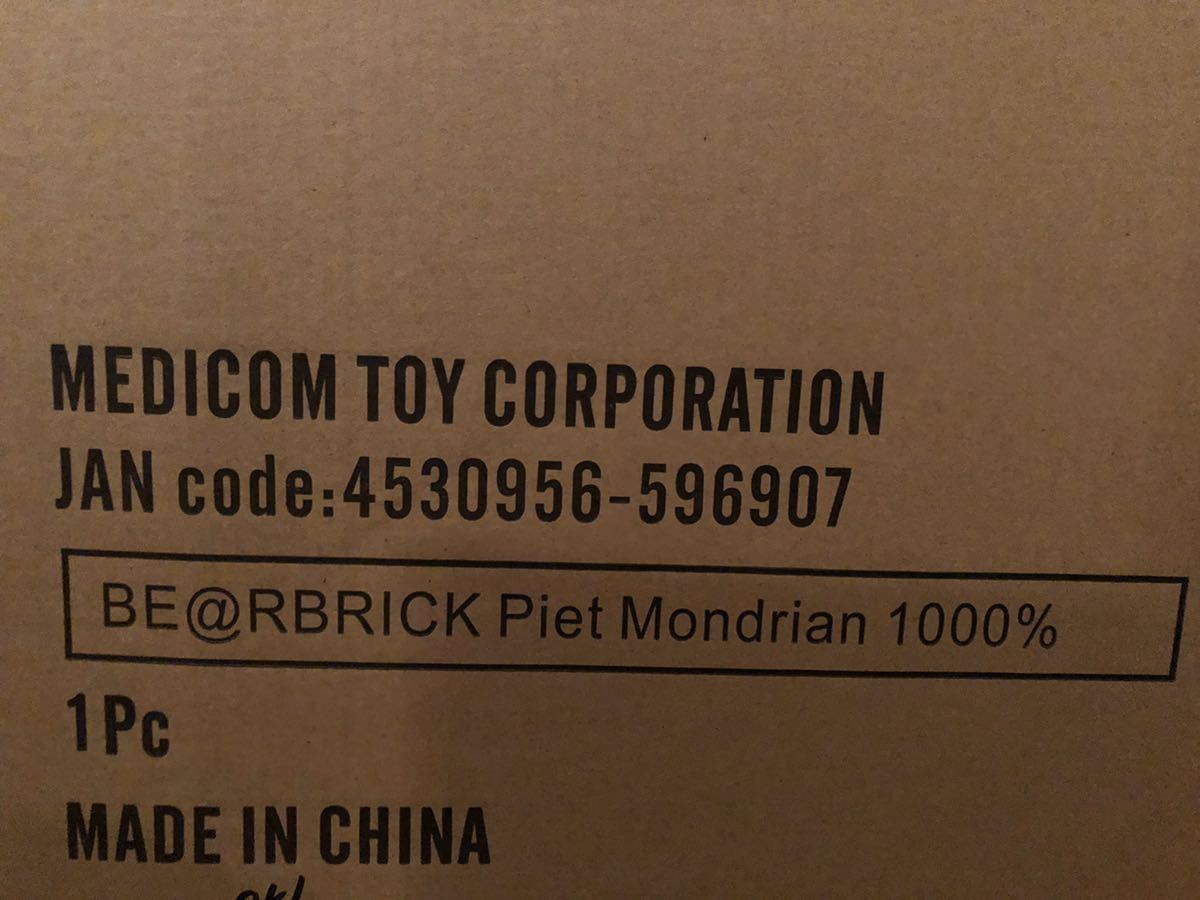 MEDICOM TOY CORPORATION
JAN code:4530956-596907
BE@RBRICK Piet Mondrian 1000%
1Pc
MADE IN CHINA